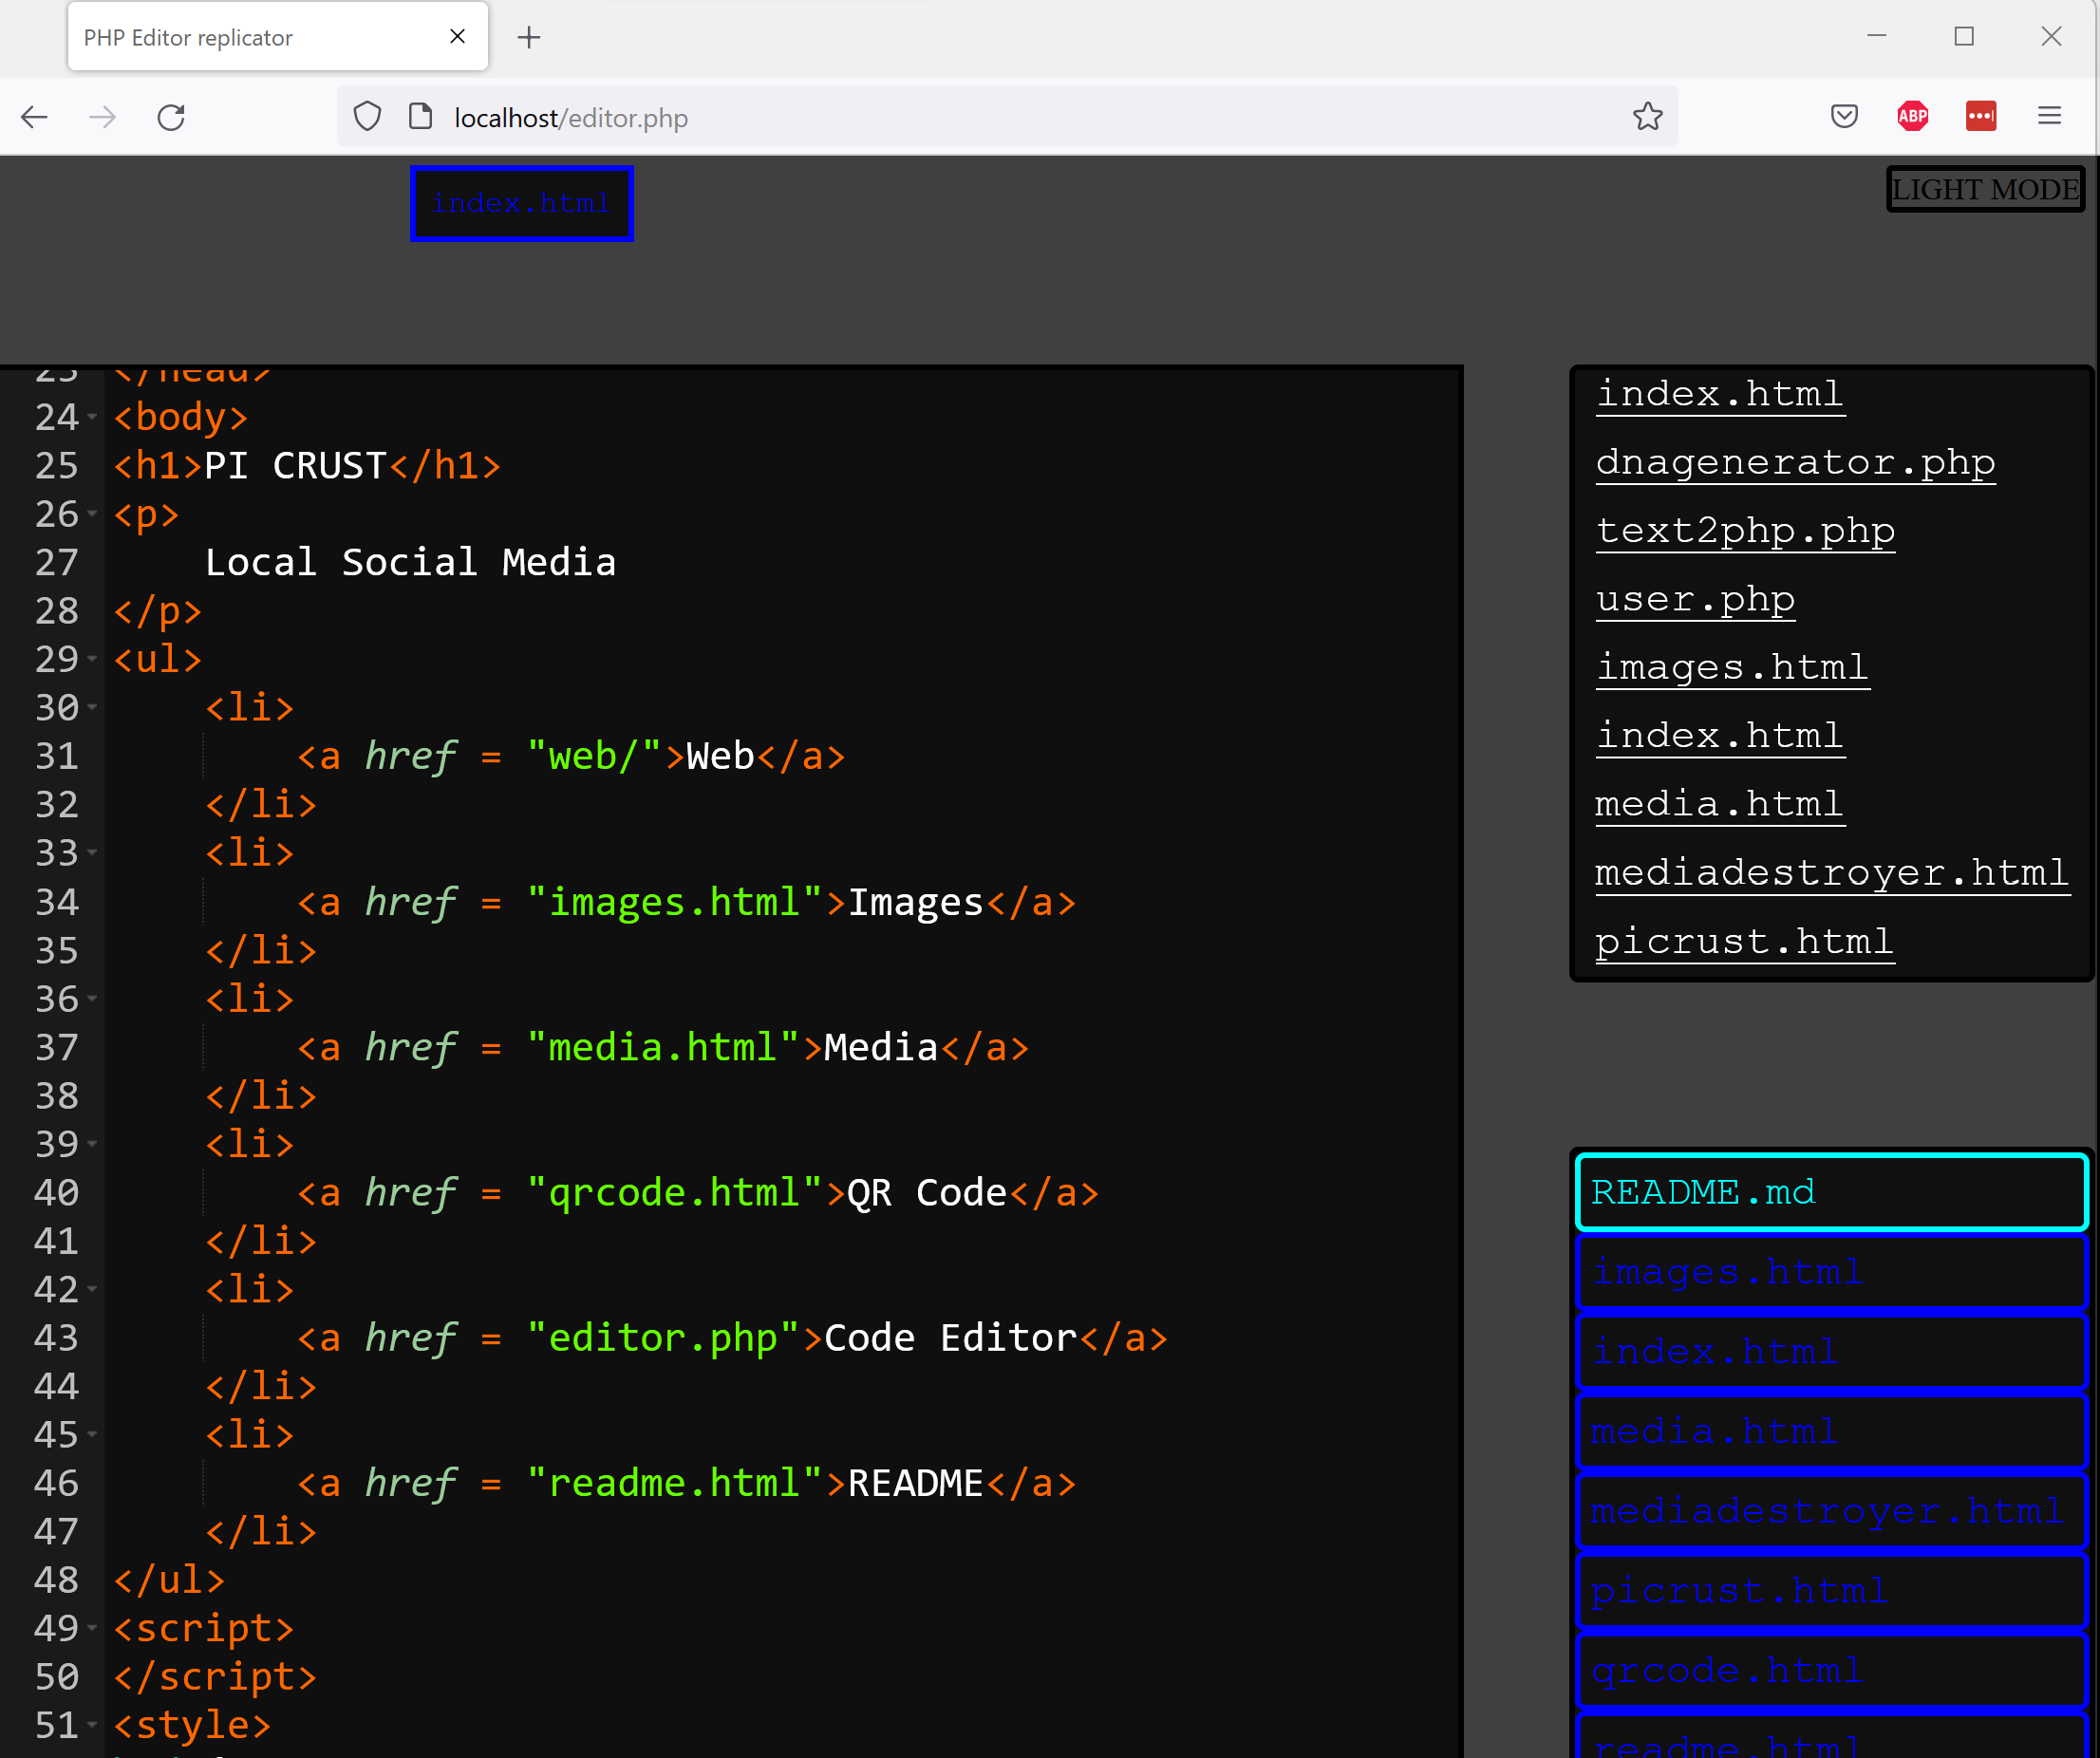 PHP Editor replicator
localhost/editor.php
ABP
index.html
LIGHT MODE
23 </head>
24 <body>
25 <h1>PI CRUST</h1>
26 <p>
27 Local Social Media
28 </p>
29 <ul>
30 <li>
31 <a href = "web/">Web</a>
32 </li>
33 <li>
34 <a href = "images.html">Images</a>
35 </li>
36 <li>
37 <a href = "media.html">Media</a>
38 </li>
39 <li>
40 <a href = "qrcode.html">QR Code</a>
41 </li>
42 <li>
43 <a href = "editor.php">Code Editor</a>
44 </li>
45 <li>
46 <a href = "readme.html">README</a>
47 </li>
48 </ul>
49 <script>
50 </script>
51 <style>
index.html
dnagenerator.php
text2php.php
user.php
images.html
index.html
media.html
mediadestroyer.html
picrust.html
README.md
images.html
index.html
media.html
mediadestroyer.html
picrust.html
qrcode.html
readme.html